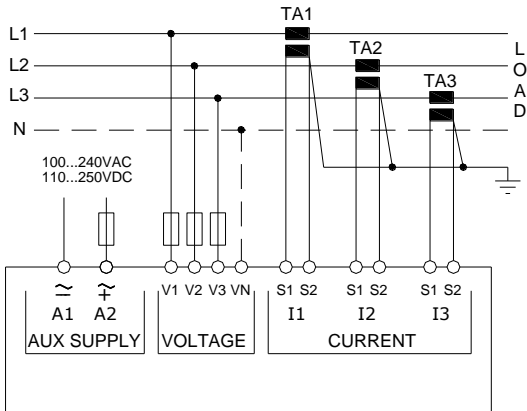 TA1
L1
TA2
L2
TA3
L3
N
LOAD
100...240VAC
110...250VDC
V1 V2 V3 VN S1 S2 S1 S2 S1 S2
A1 A2 I1 I2 I3
AUX SUPPLY VOLTAGE CURRENT